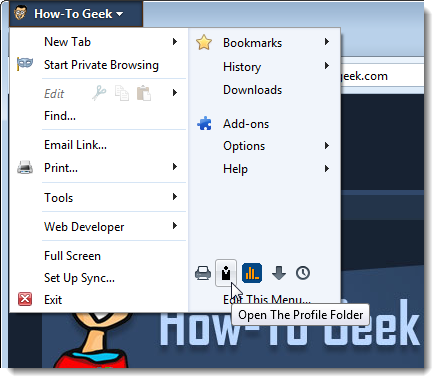 How-To Geek
New Tab
Start Private Browsing
Edit
Find...
Email Link...
Print...
Tools
Web Developer
Full Screen
Set Up Sync...
Exit
Bookmarks
History
Downloads
Add-ons
Options
Help
This Menu...
Open The Profile Folder
geek.com
How-To Geek